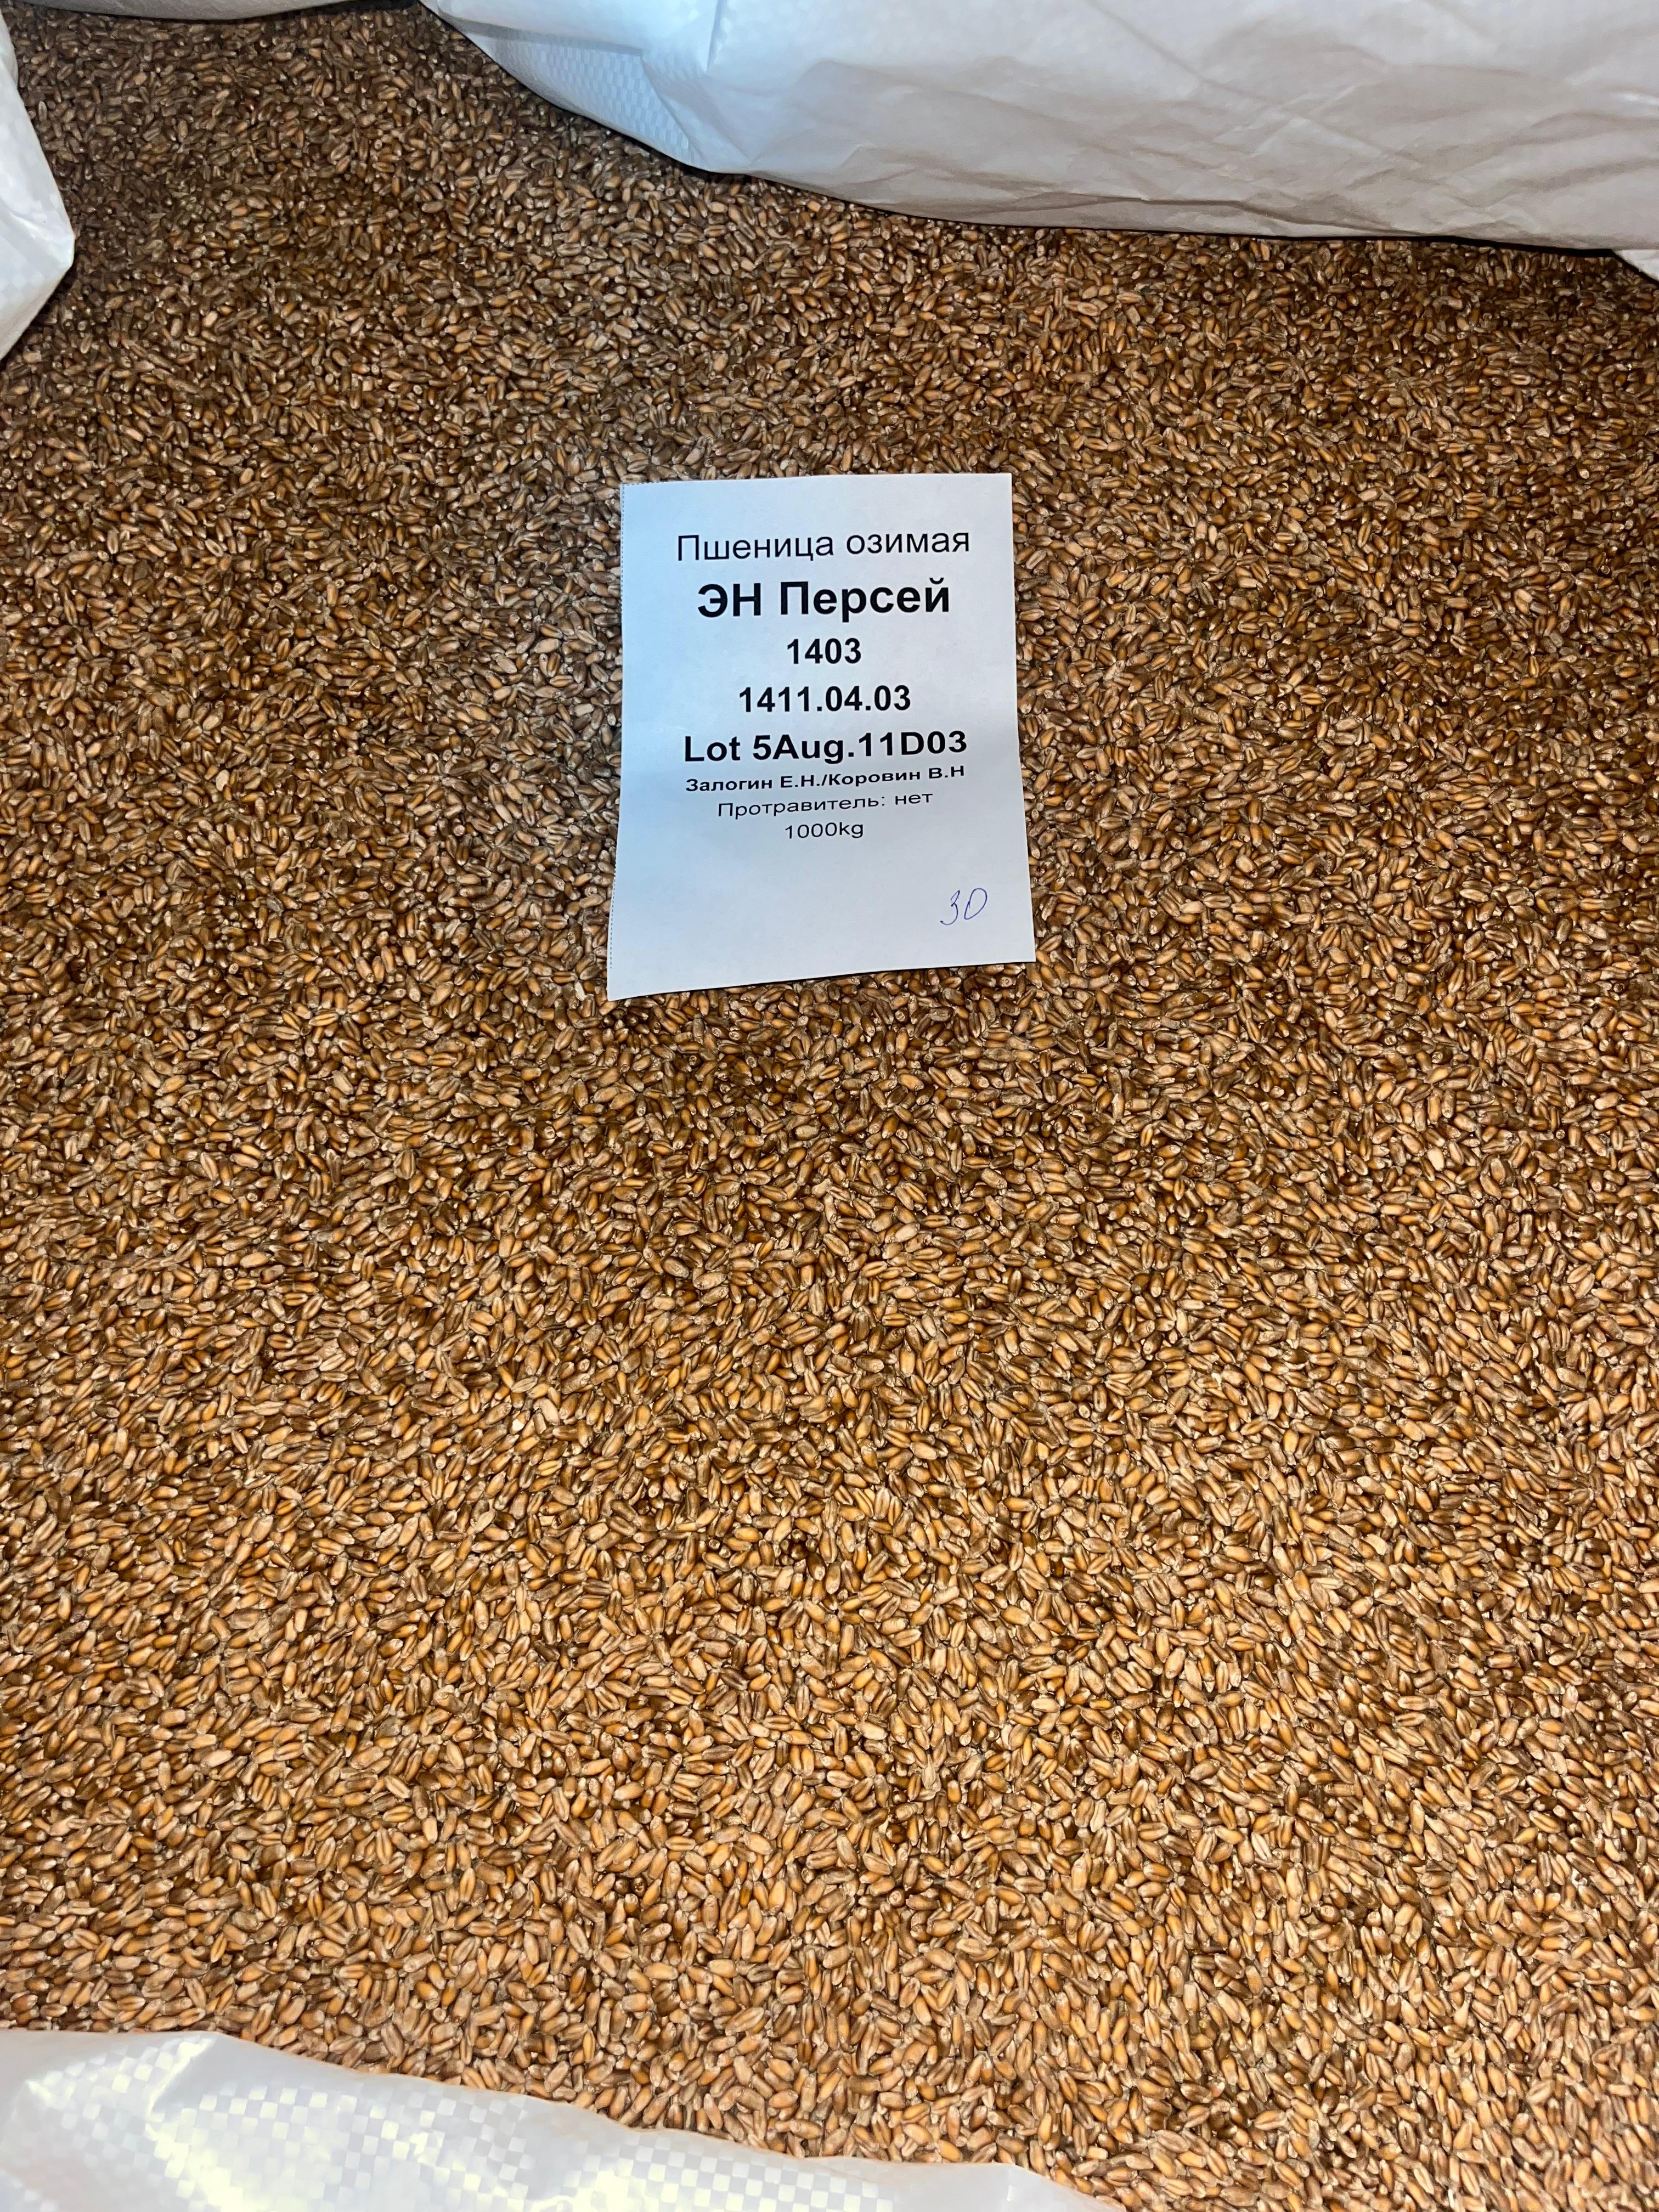 Пшеница озимая
ЭН Персей
1403
1411.04.03
Lot 5Aug.11D03
Залогин Е.Н./Коровин В.Н
Протравитель: нет
1000kg
30